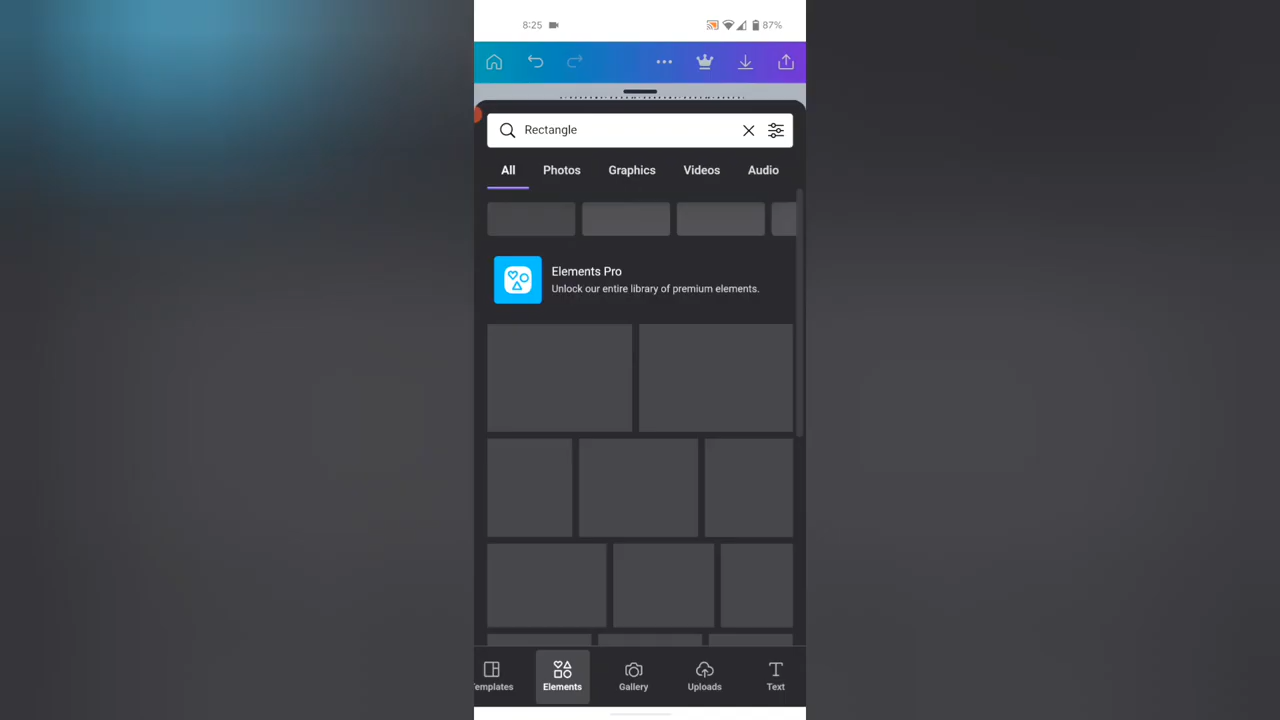 8:25
87%
Rectangle
All Photos Graphics Videos Audio
Elements Pro
Unlock our entire library of premium elements.
emplates Elements Gallery Uploads Text